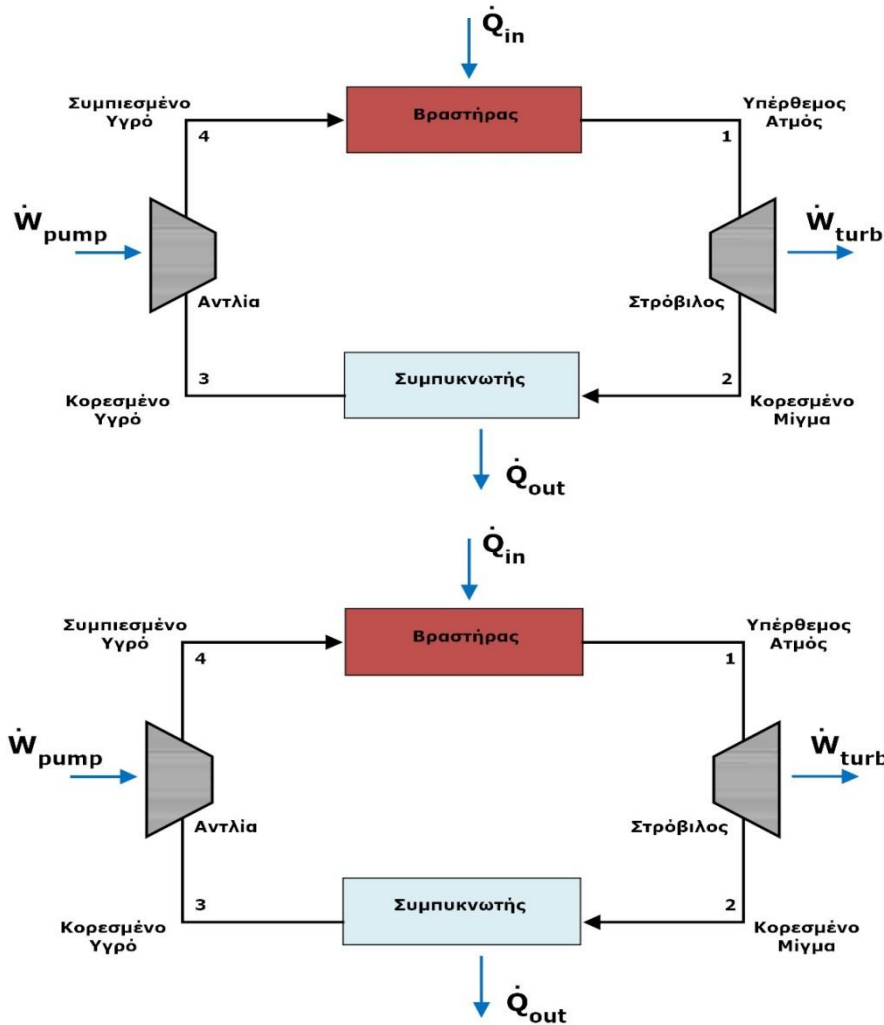 Q̇in
Συμπιεσμένο
Υγρό
4
Βραστήρας
1
Υπέρθεμος
Ατμός
Ẇpump
Αντλία
Στρόβιλος
Ẇturb
Κορεσμένο
Υγρό
3
Συμπυκνωτής
2
Κορεσμένο
Μίγμα
Q̇out
Q̇in
Συμπιεσμένο
Υγρό
4
Βραστήρας
1
Υπέρθεμος
Ατμός
Ẇpump
Αντλία
Στρόβιλος
Ẇturb
Κορεσμένο
Υγρό
3
Συμπυκνωτής
2
Κορεσμένο
Μίγμα
Q̇out